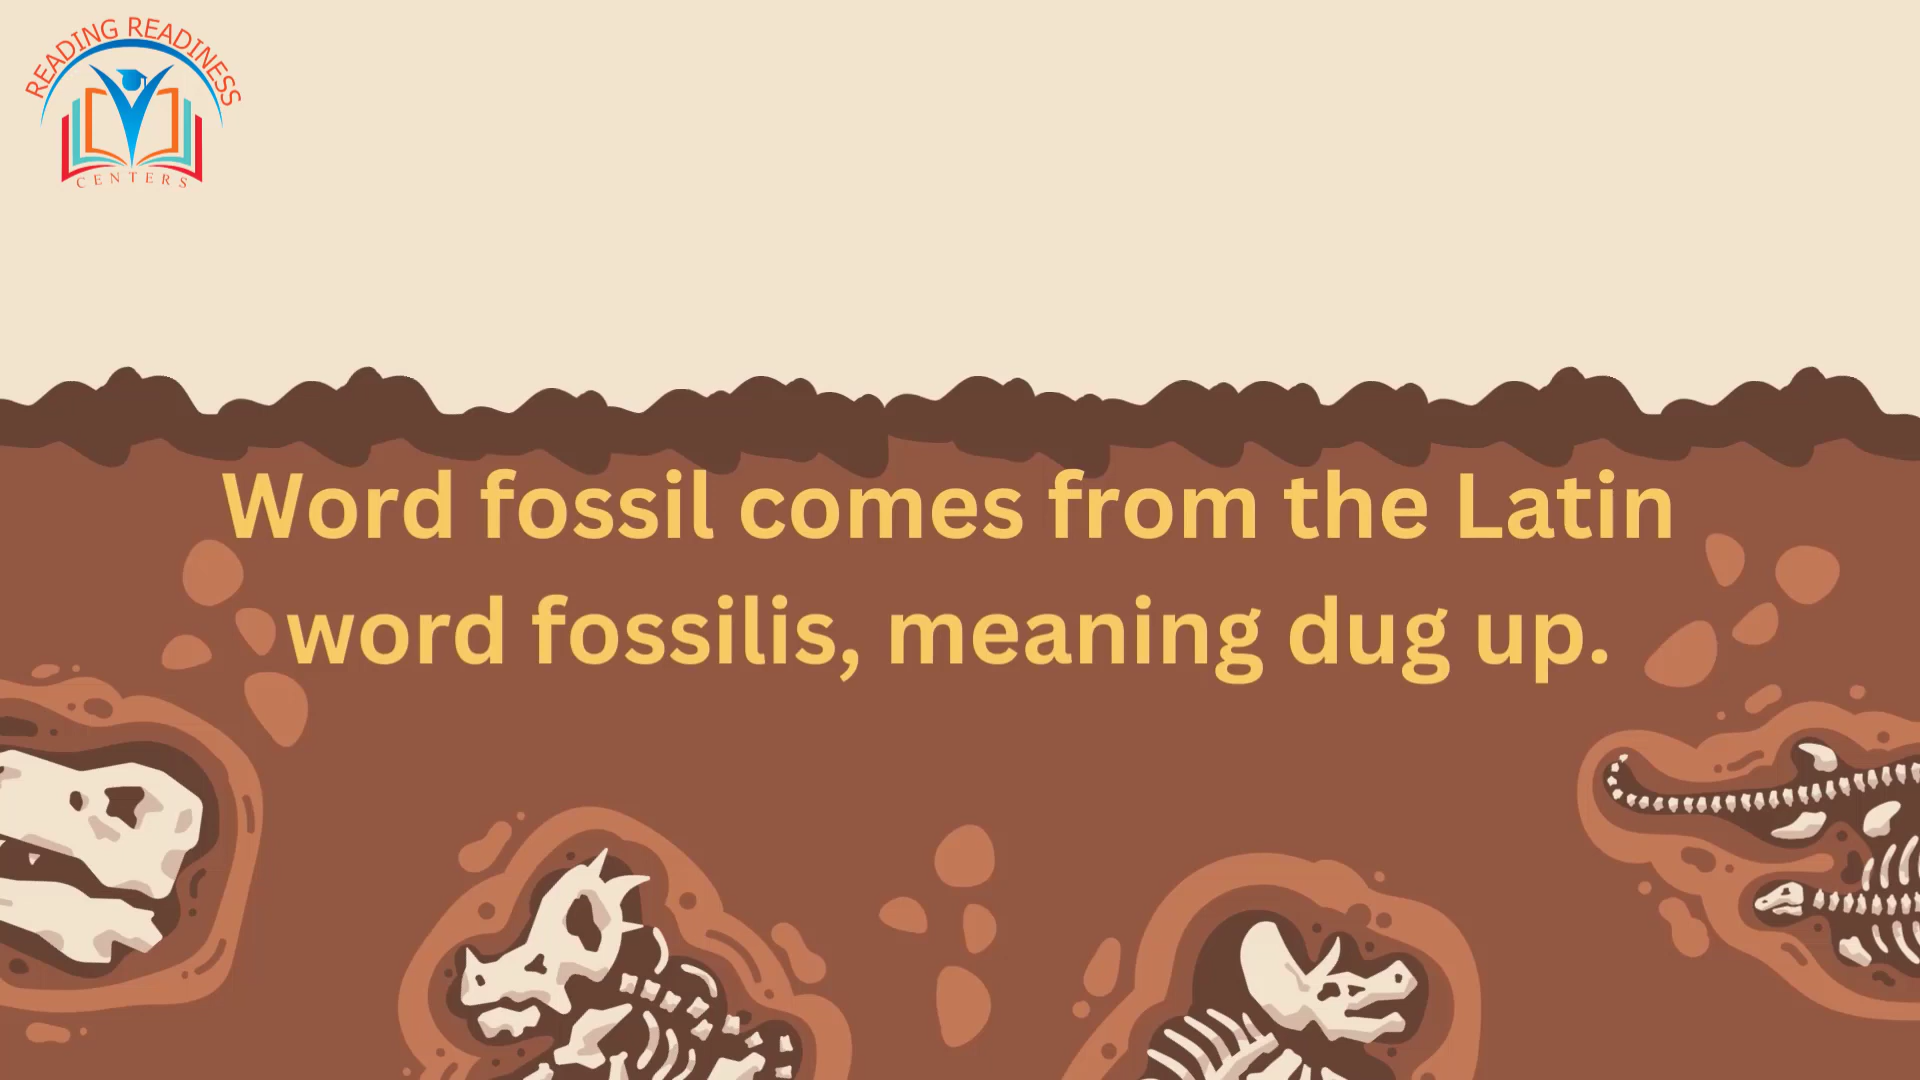 READING READINESS
CENTERS
Word fossil comes from the Latin
word fossilis, meaning dug up.